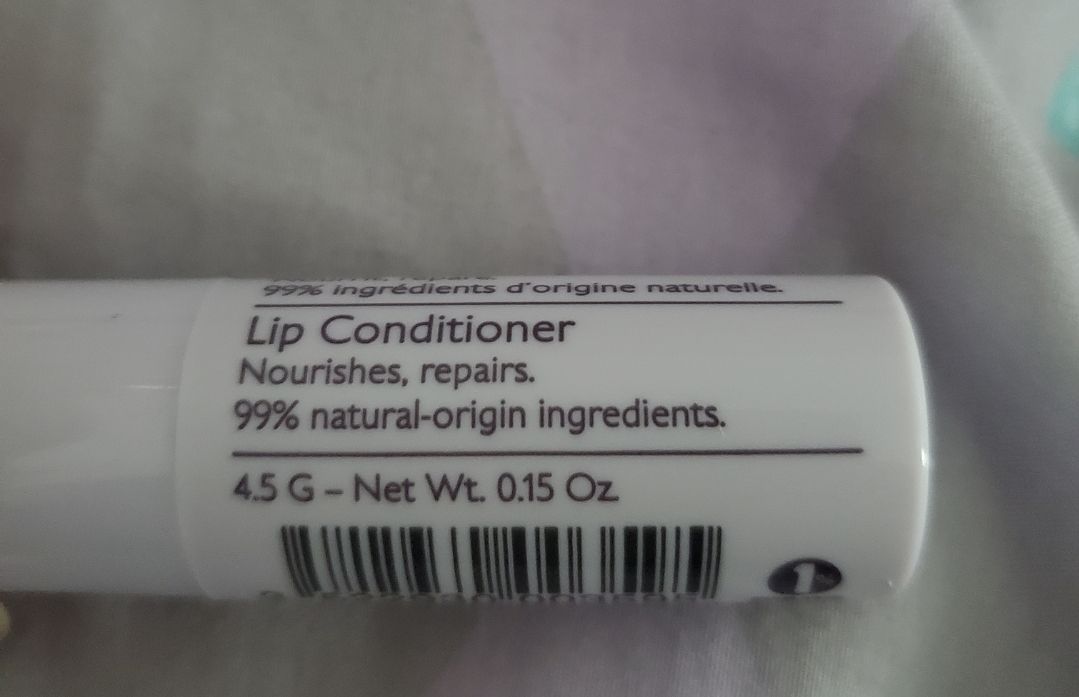 99% ingrédients d'origine naturelle.
Lip Conditioner
Nourishes, repairs.
99% natural-origin ingredients.
4.5 G – Net Wt. 0.15 Oz
1